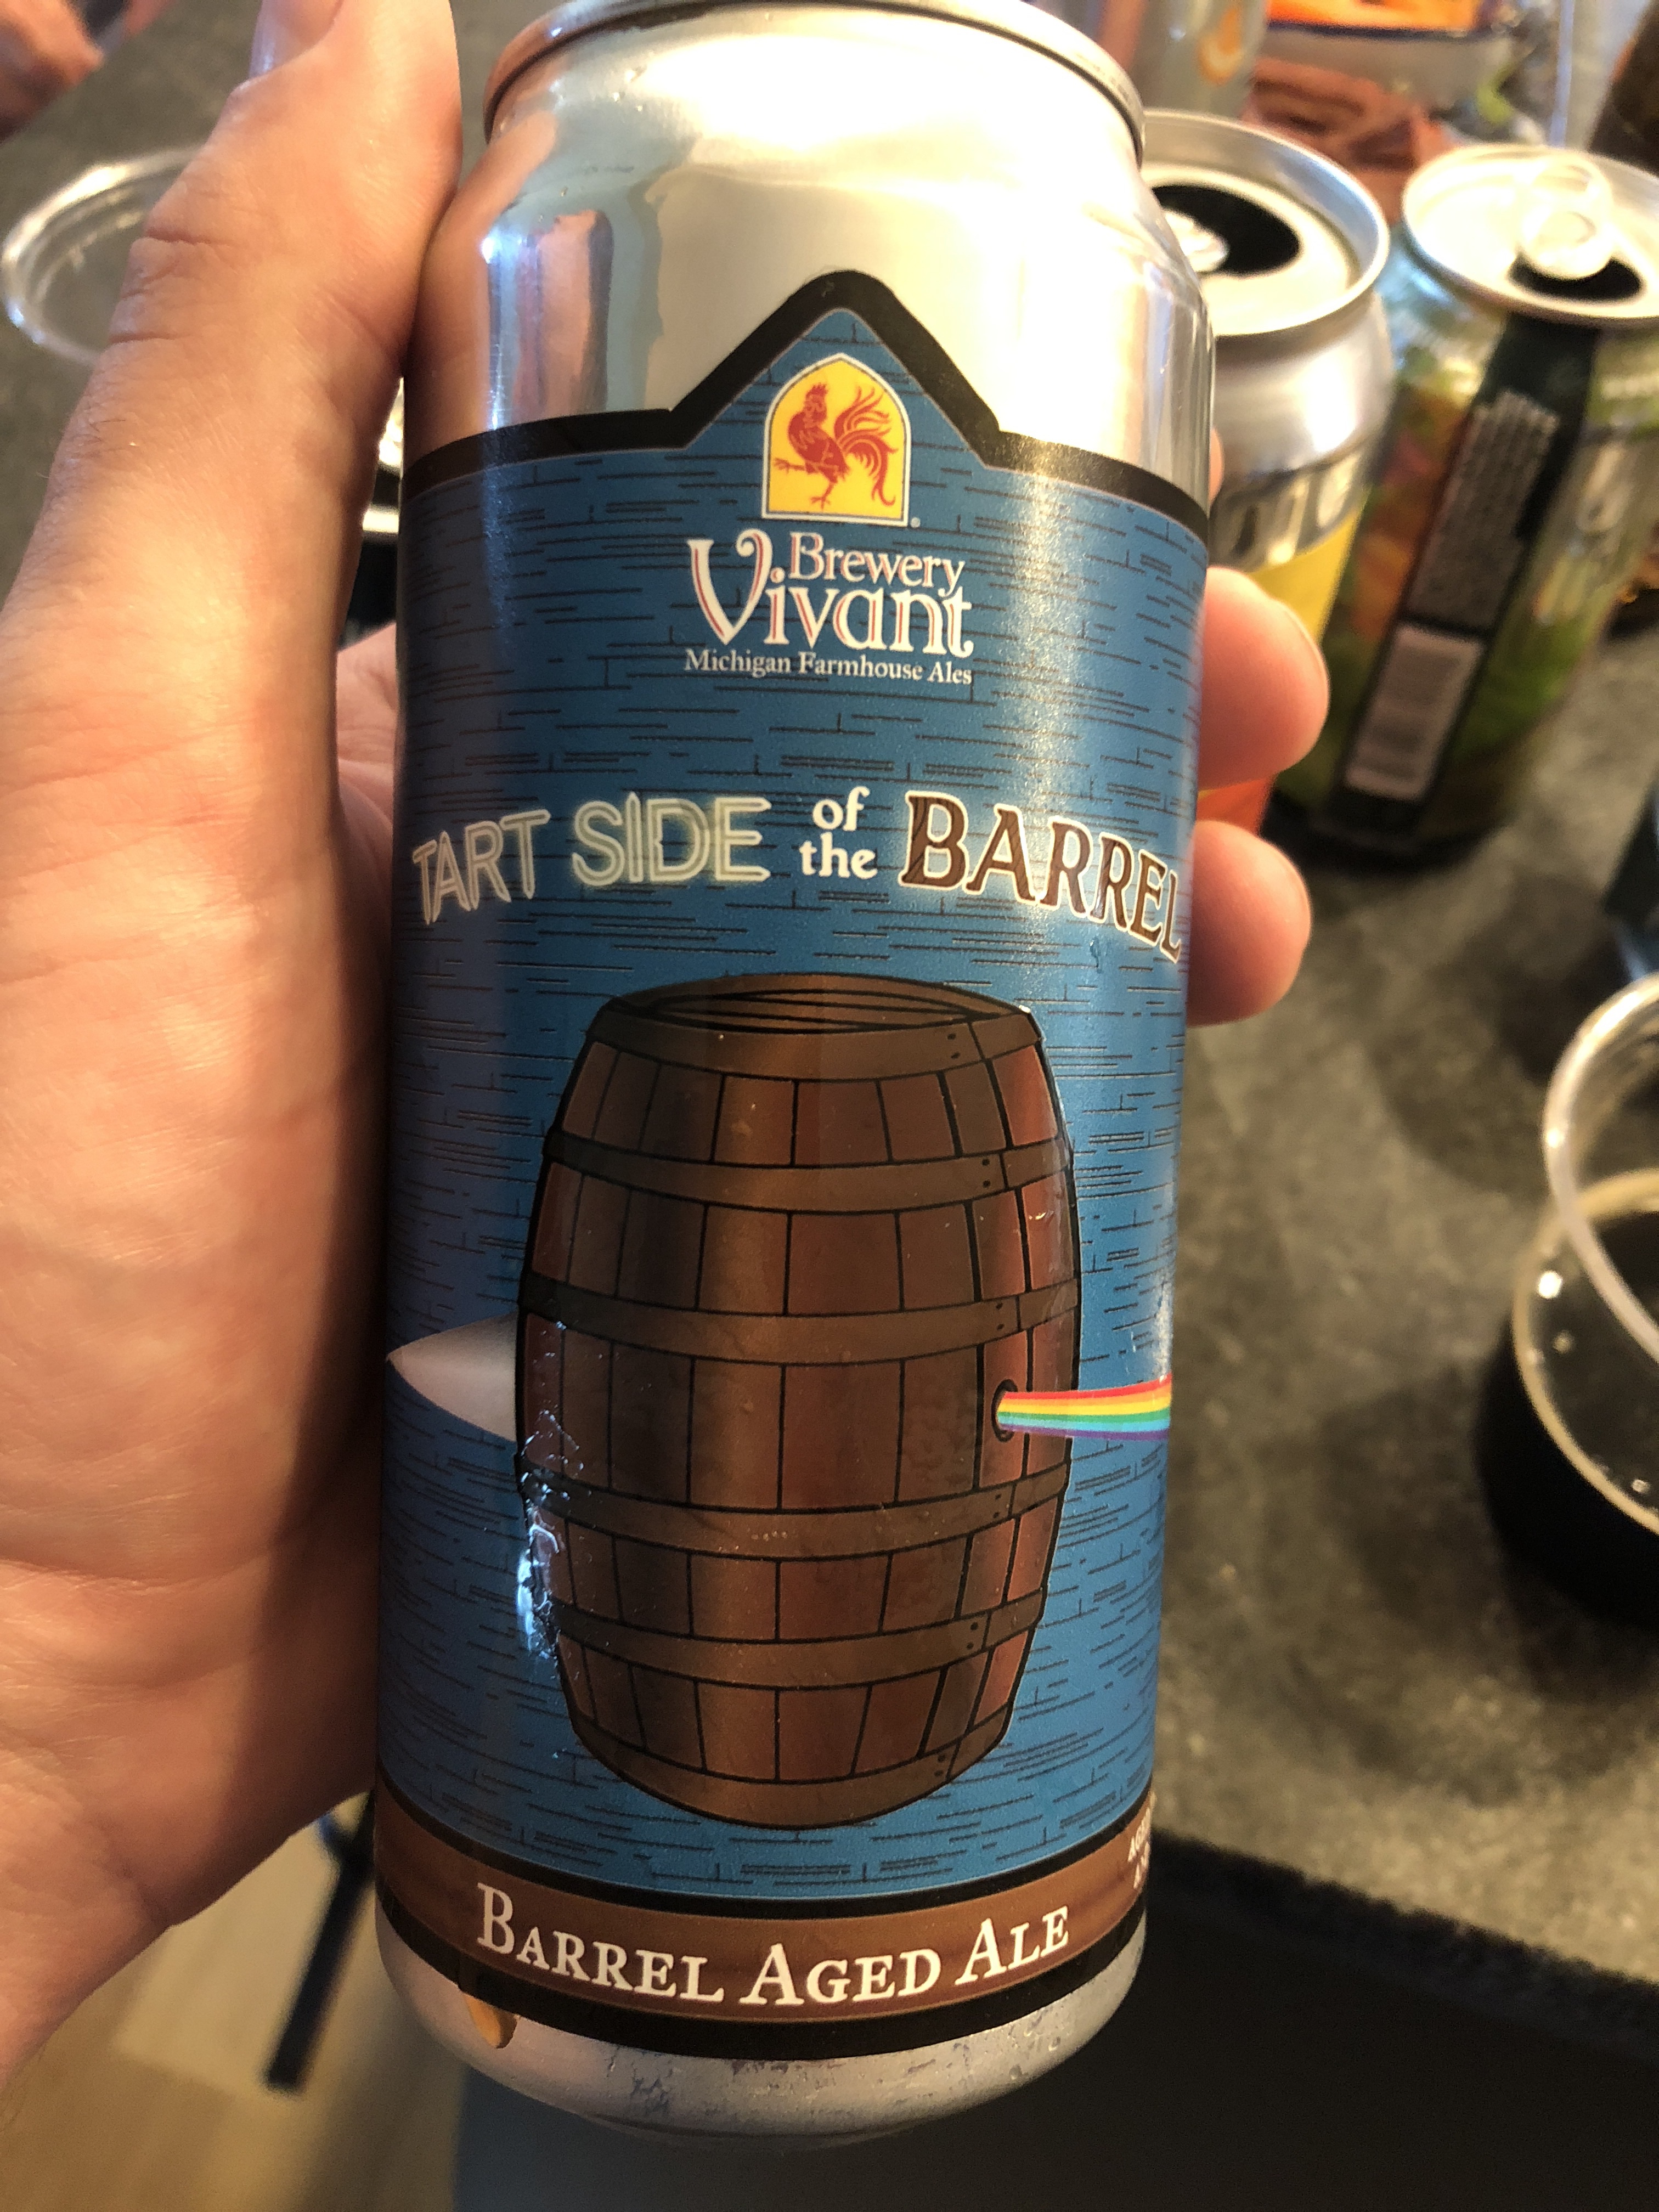 Brewery
Vivant
Michigan Farmhouse Ales
TART SIDE of the BARREL
BARREL AGED ALE